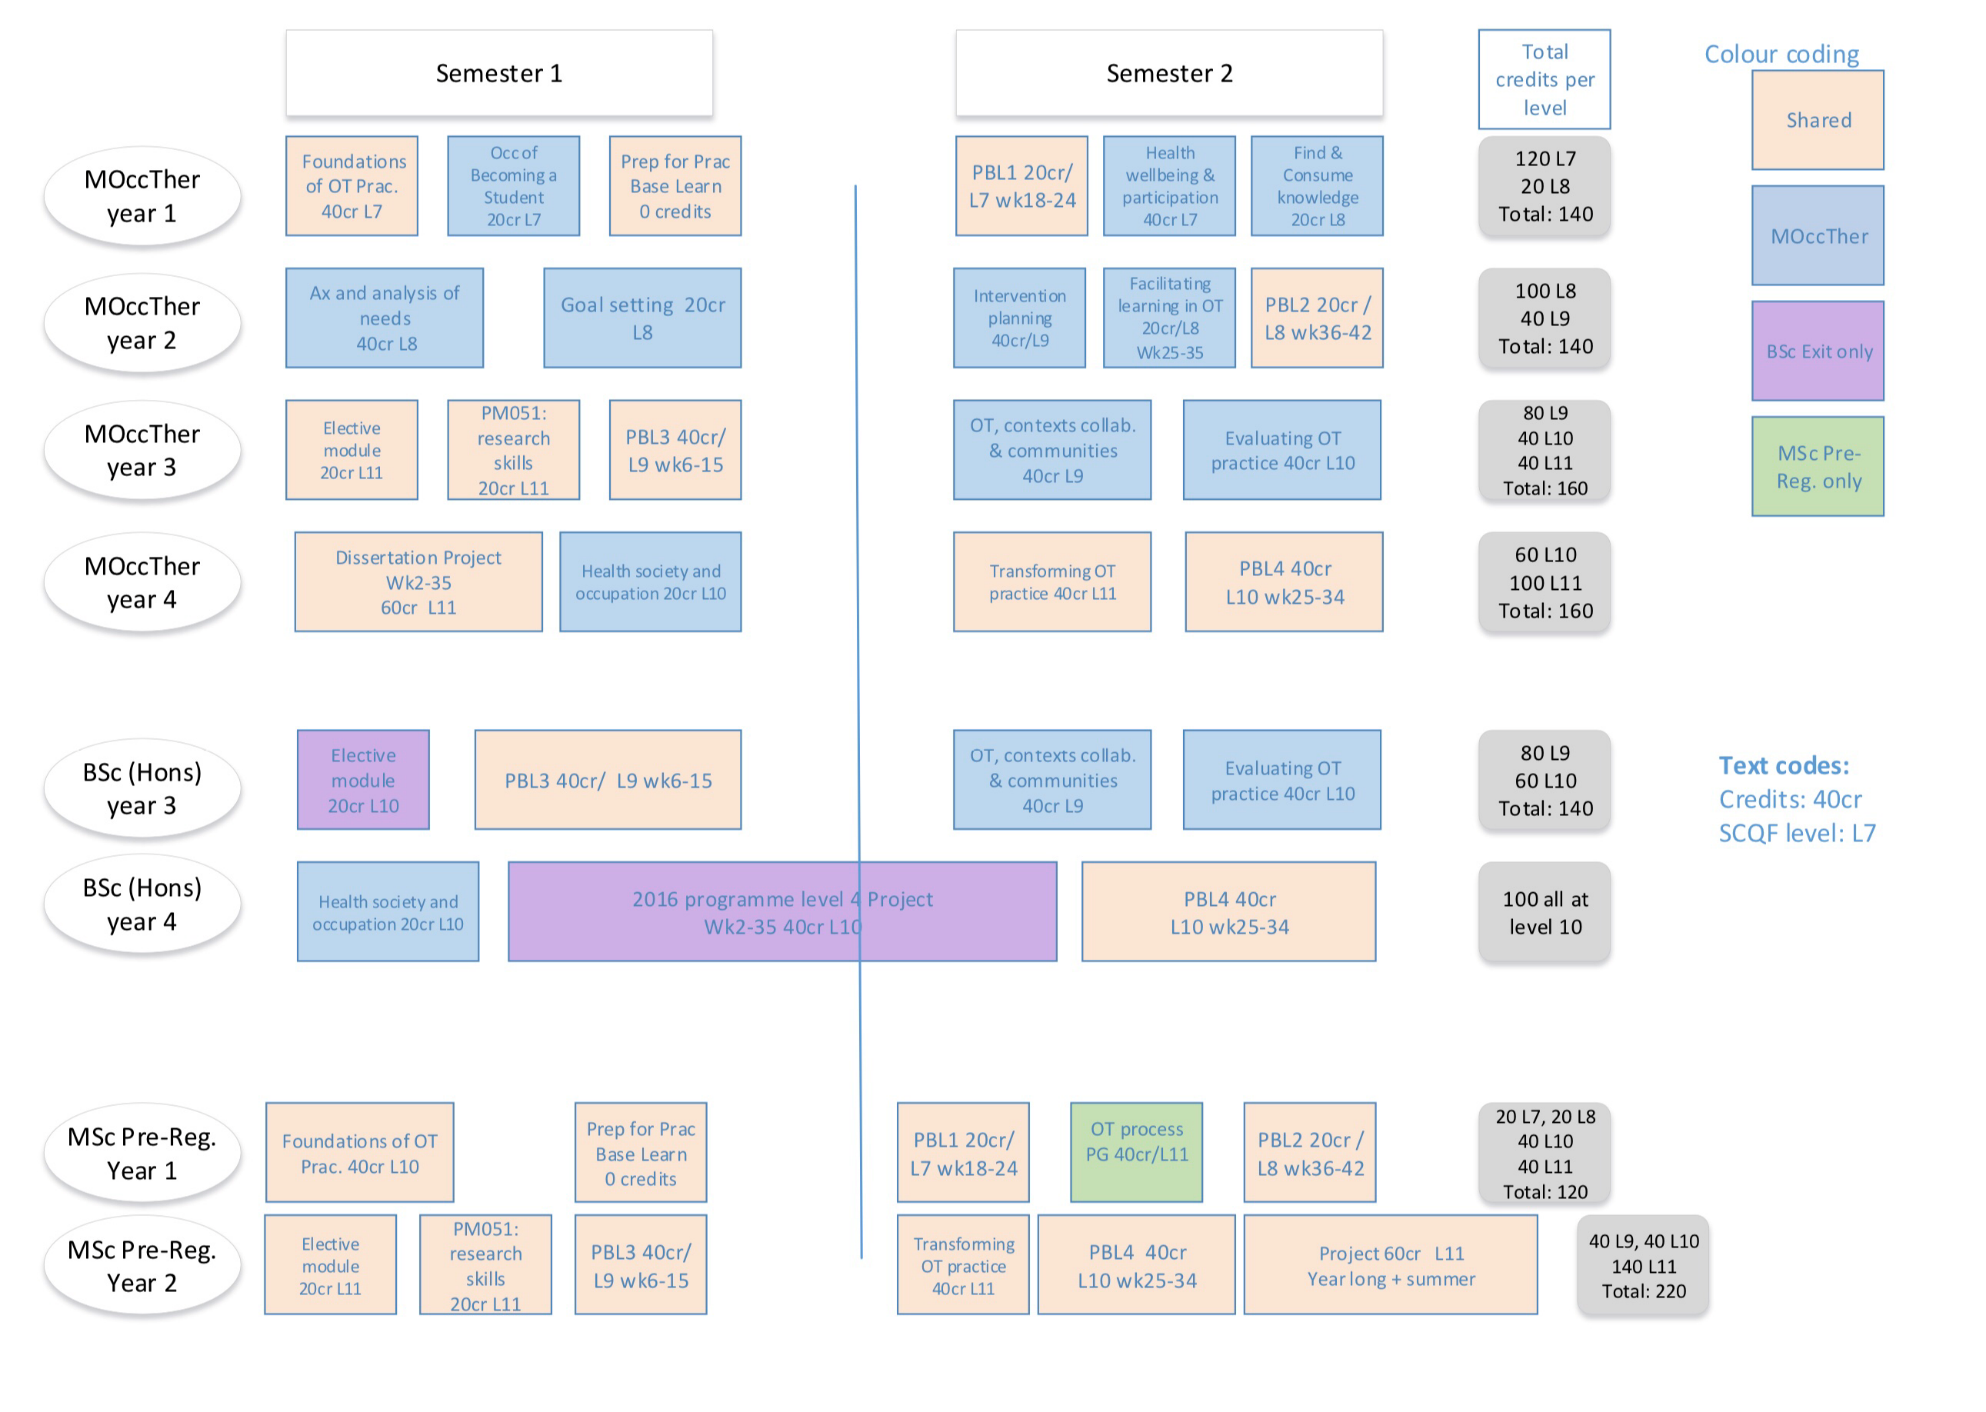 Semester 1
Semester 2
Total
credits per
level
Colour coding
Shared
MOccTher
BSc Exit only
MSc Pre-
Reg. only
MOccTher
year 1
Foundations
of OT Prac.
40cr L7
Occ of
Becoming a
Student
20cr L7
Prep for Prac
Base Learn
0 credits
PBL1 20cr/
L7 wk18-24
Health
wellbeing &
participation
40cr L7
Find &
Consume
knowledge
20cr L8
120 L7
20 L8
Total: 140
MOccTher
year 2
Ax and analysis of
needs
40cr L8
Goal setting 20cr
L8
Intervention
planning
40cr/L9
Facilitating
learning in OT
20cr/L8
Wk25-35
PBL2 20cr /
L8 wk36-42
100 L8
40 L9
Total: 140
MOccTher
year 3
Elective
module
20cr L11
PM051:
research
skills
20cr L11
PBL3 40cr/
L9 wk6-15
OT, contexts collab.
& communities
40cr L9
Evaluating OT
practice 40cr L10
80 L9
40 L10
40 L11
Total: 160
MOccTher
year 4
Dissertation Project
Wk2-35
60cr L11
Health society and
occupation 20cr L10
Transforming OT
practice 40cr L11
PBL4 40cr
L10 wk25-34
60 L10
100 L11
Total: 160
BSc (Hons)
year 3
Elective
module
20cr L10
PBL3 40cr/ L9 wk6-15
OT, contexts collab.
& communities
40cr L9
Evaluating OT
practice 40cr L10
80 L9
60 L10
Total: 140
Text codes:
Credits: 40cr
SCQF level: L7
BSc (Hons)
year 4
Health society and
occupation 20cr L10
2016 programme level 4 Project
Wk2-35 40cr L10
PBL4 40cr
L10 wk25-34
100 all at
level 10
MSc Pre-Reg.
Year 1
Foundations of OT
Prac. 40cr L10
Prep for Prac
Base Learn
0 credits
PBL1 20cr/
L7 wk18-24
OT process
PG 40cr/L11
PBL2 20cr /
L8 wk36-42
20 L7, 20 L8
40 L10
40 L11
Total: 120
MSc Pre-Reg.
Year 2
Elective
module
20cr L11
PM051:
research
skills
20cr L11
PBL3 40cr/
L9 wk6-15
Transforming
OT practice
40cr L11
PBL4 40cr
L10 wk25-34
Project 60cr L11
Year long + summer
40 L9, 40 L10
140 L11
Total: 220